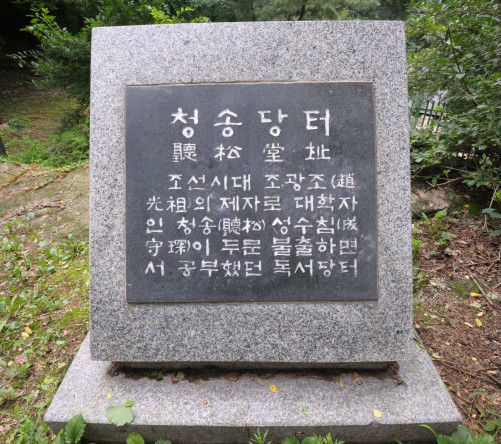 청송당터
聽松堂址
조선시대 조광조(趙
光祖)의 제자로 대학자
인 청송(聽松) 성수침(成
守琛)이 두문 불출하면
서 공부했던 독서당터